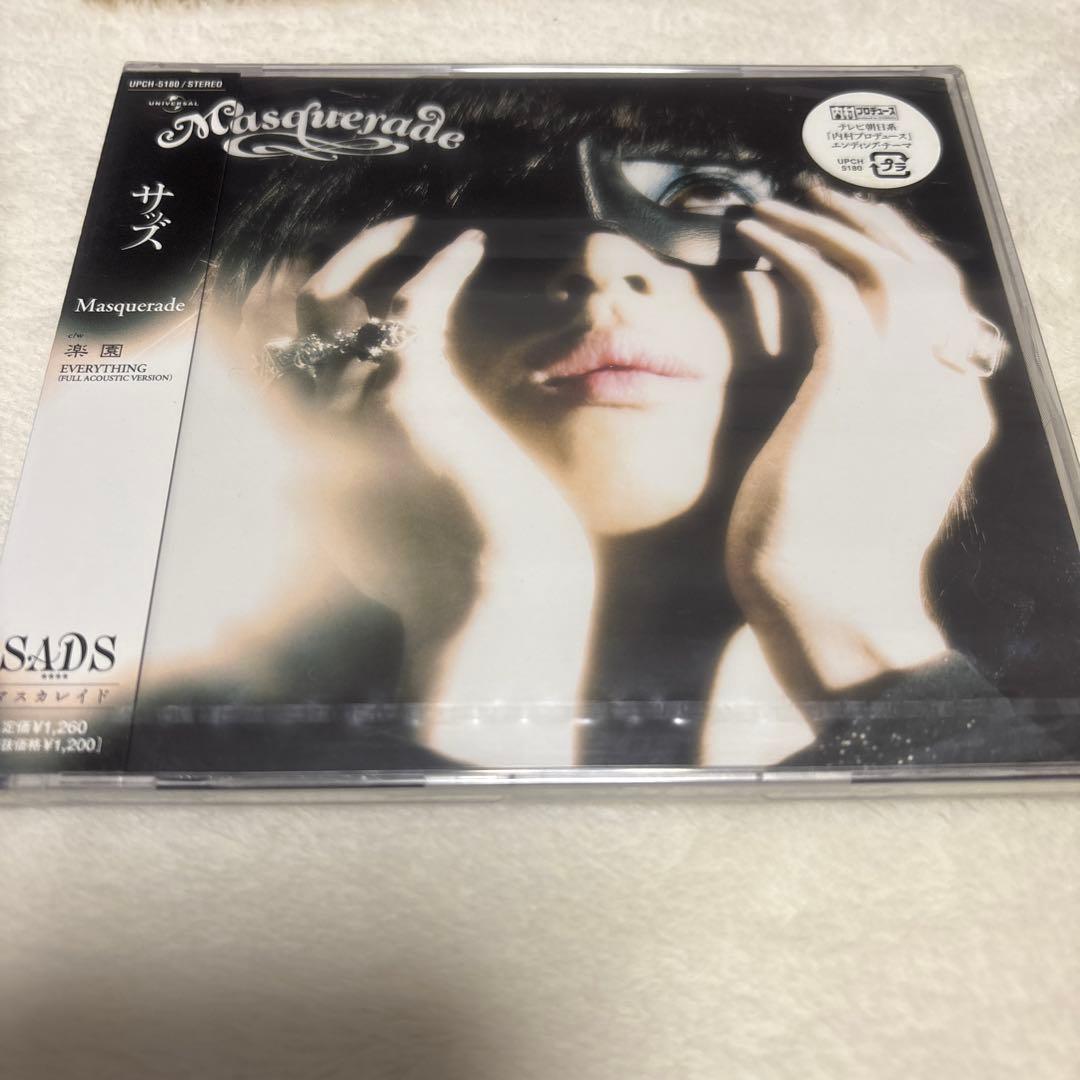 UPCH-5180 / STEREO
UNIVERSAL
Masquerade
サッズ
Masquerade
c/w
楽園
EVERYTHING
(FULL ACOUSTIC VERSION)
SADS
マスカレイド
定価¥1,260
抜価格¥1,200]
内村プロデュース
テレビ朝日系
『内村プロデュース』
エンディング・テーマ
UPCH
5180
プラ